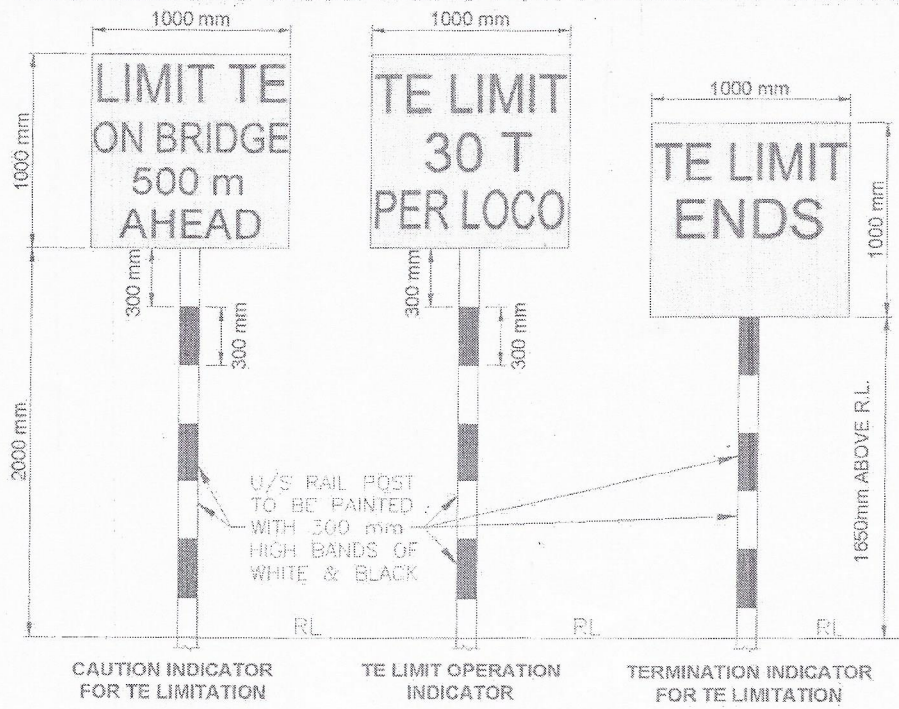 1000 mm
1000 mm
1000 mm
LIMIT TE
ON BRIDGE
500 m
AHEAD
TE LIMIT
30 T
PER LOCO
TE LIMIT
ENDS
1000 mm
1000 mm
300 mm
300 mm
300 mm
300 mm
2000 mm
1650mm ABOVE R.L.
U/S RAIL POST
TO BE PAINTED
WITH 300 mm
HIGH BANDS OF
WHITE & BLACK
RL
RL
RL
CAUTION INDICATOR
FOR TE LIMITATION
TE LIMIT OPERATION
INDICATOR
TERMINATION INDICATOR
FOR TE LIMITATION